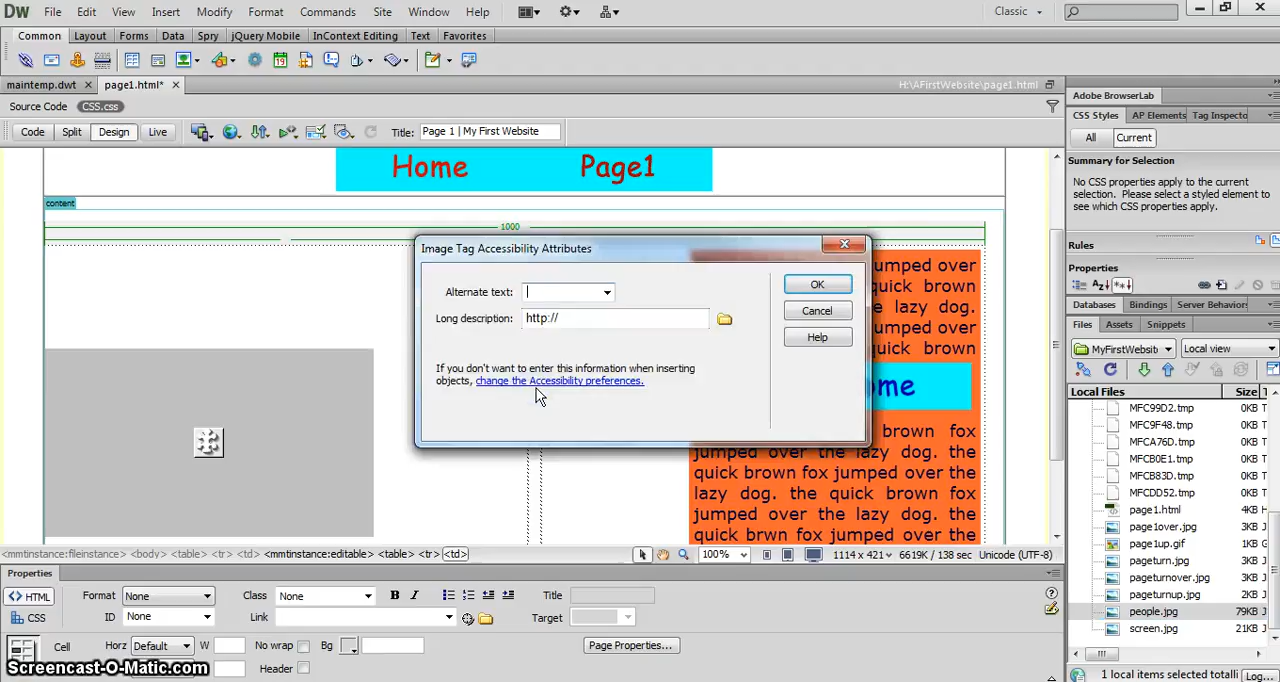 Dw File Edit View Insert Modify Format Commands Site Window Help Classic
Common Layout Forms Data Spry jQuery Mobile InContext Editing Text Favorites
maintemp.dwt page1.html* H:\AFirstWebsite\page1.html
Source Code CSS.css
Code Split Design Live Title: Page 1 | My First Website
Home Page1
content
1000
Image Tag Accessibility Attributes
Alternate text:
Long description: http://
If you don't want to enter this information when inserting
objects, change the Accessibility preferences.
OK
Cancel
Help
umped over
quick brown
the lazy dog.
umped over
quick brown
ome
brown fox
jumped over the lazy dog. the
quick brown fox jumped over the
lazy dog. the quick brown fox
jumped over the lazy dog. the
quick brwn fox jumped over the
<mmtinstance:fileinstance> <body> <table> <tr> <td> <mmtinstance:editable> <table> <tr> <td> 100% 1114 x 421 6619K / 138 sec Unicode (UTF-8)
Properties
HTML Format None Class None B I Title
CSS ID None Link Target
Cell Horz Default W No wrap Bg Page Properties...
Header
Screencast-O-Matic.com
Adobe BrowserLab
CSS Styles AP Elements Tag Inspecto
All Current
Summary for Selection
No CSS properties apply to the current
selection. Please select a styled element to
see which CSS properties apply.
Rules
Properties
Az
Databases Bindings Server Behavior
Files Assets Snippets
MyFirstWebsit Local view
Local Files Size
MFC99D2.tmp 0KB
MFC9F48.tmp 0KB
MFCA76D.tmp 0KB
MFCB0E1.tmp 0KB
MFCB83D.tmp 0KB
MFCDD52.tmp 0KB
page1.html 4KB
page1over.jpg 3KB
page1up.gif 3KB
pageturn.jpg 3KB
pageturnover.jpg 3KB
pageturnup.jpg 2KB
people.jpg 79KB
screen.jpg 21KB
1 local items selected totalli Log...